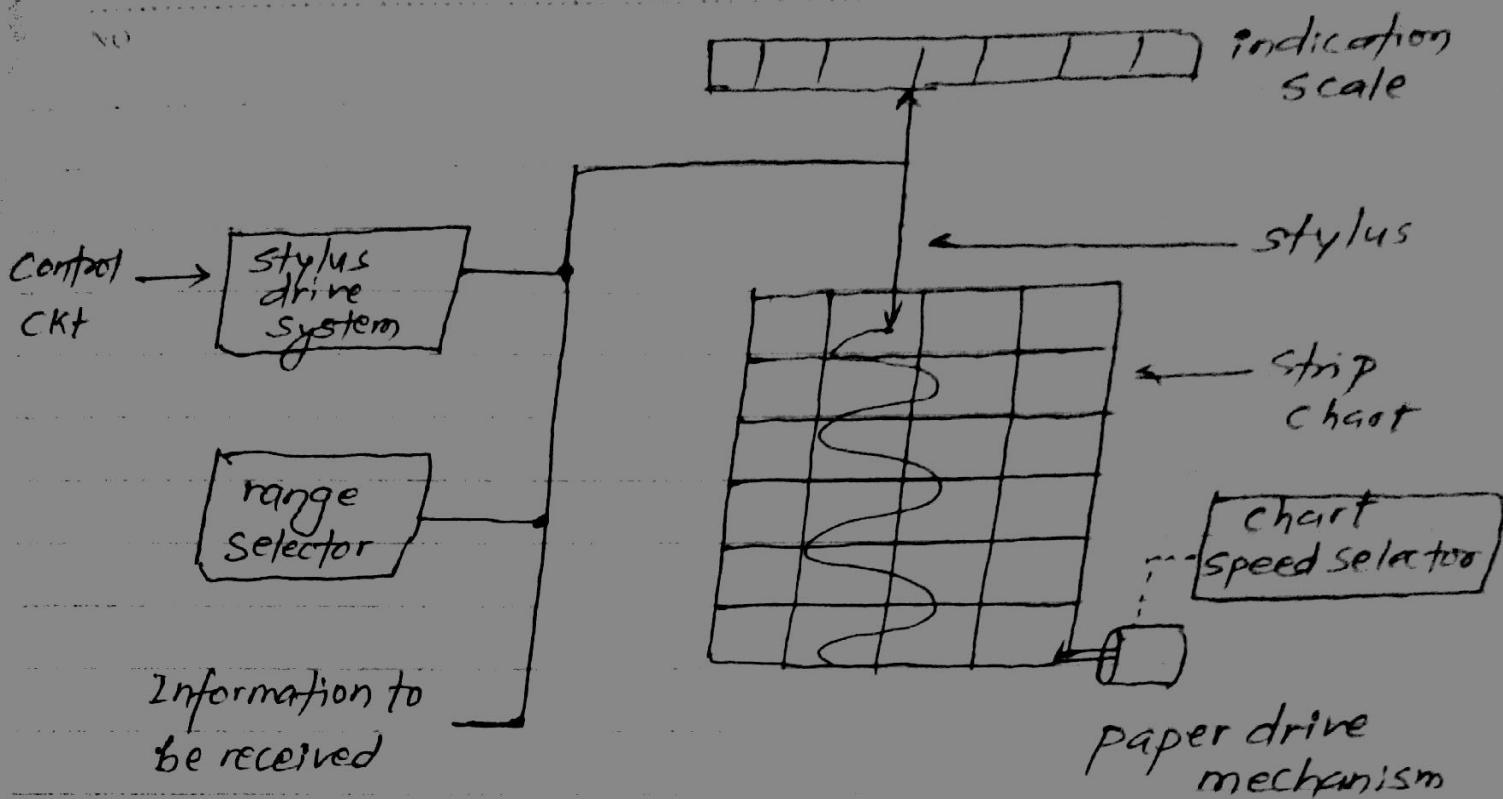 NO
indication
scale
Control
ckt
stylus
drive
system
stylus
strip
chart
range
selector
chart
speed selector
Information to
be received
paper drive
mechanism